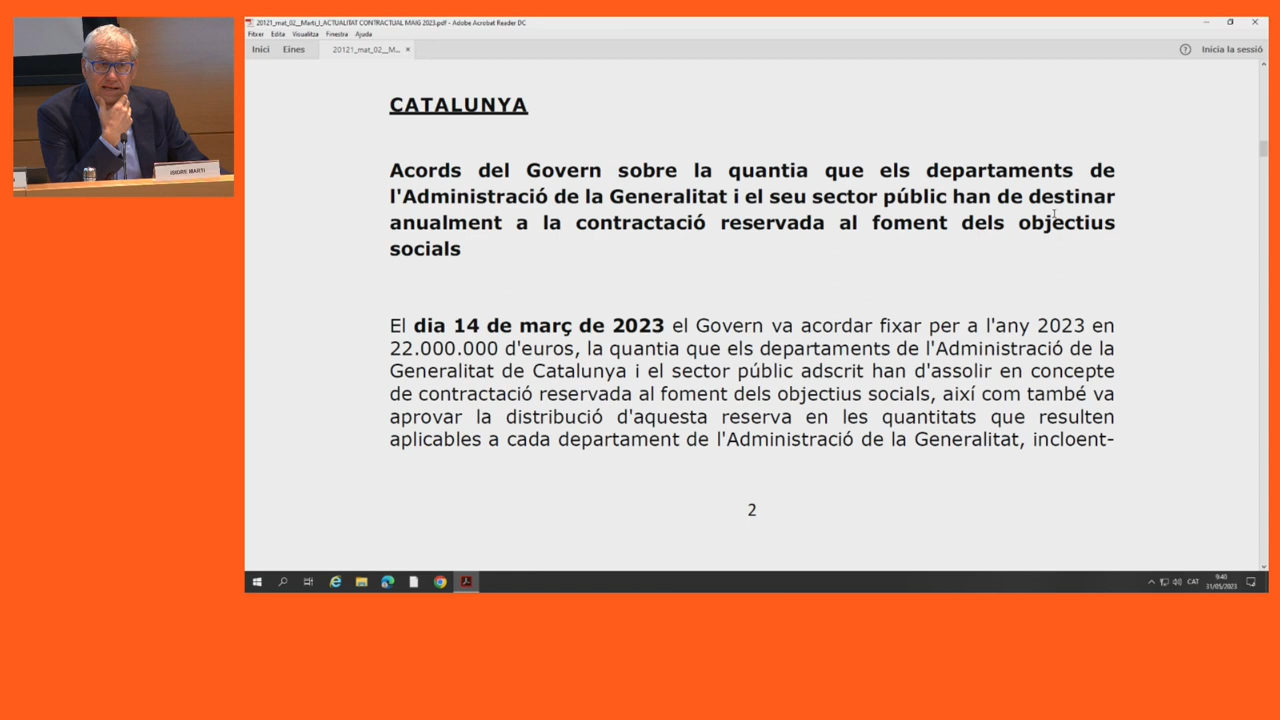 ISIDRE MARTÍ
20121_mat_02__Marti_I_ACTUALITAT CONTRACTUAL MAIG 2023.pdf - Adobe Acrobat Reader DC
Fitxer Edita Visualitza Finestra Ajuda
Inici Eines 20121_mat_02__M... × Inicia la sessió
CATALUNYA
Acords del Govern sobre la quantia que els departaments de
l'Administració de la Generalitat i el seu sector públic han de destinar
anualment a la contractació reservada al foment dels objectius
socials
El dia 14 de març de 2023 el Govern va acordar fixar per a l'any 2023 en
22.000.000 d'euros, la quantia que els departaments de l'Administració de la
Generalitat de Catalunya i el sector públic adscrit han d'assolir en concepte
de contractació reservada al foment dels objectius socials, així com també va
aprovar la distribució d'aquesta reserva en les quantitats que resulten
aplicables a cada departament de l'Administració de la Generalitat, incloent-
2
CAT
9:40
31/05/2023